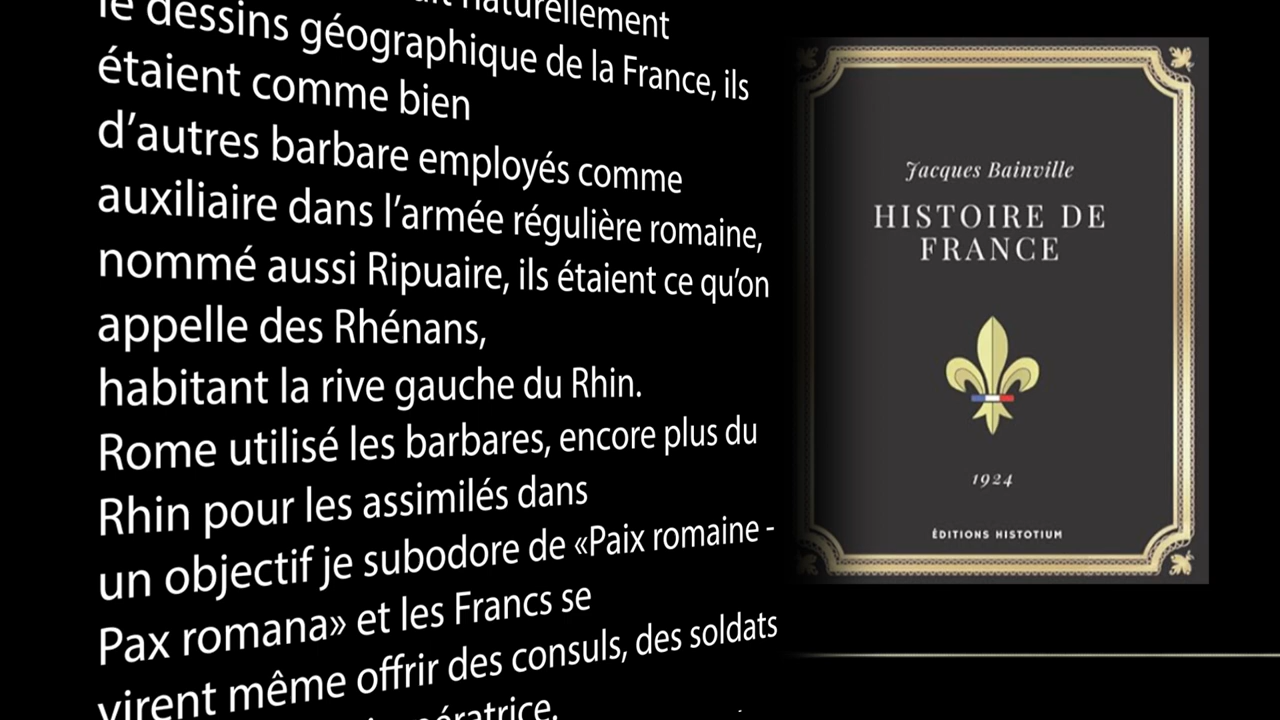 naturellement
le dessins géographique de la France, ils
étaient comme bien
d’autres barbare employés comme
auxiliaire dans l’armée régulière romaine,
nommé aussi Ripuaire, ils étaient ce qu’on
appelle des Rhénans,
habitant la rive gauche du Rhin.
Rome utilisé les barbares, encore plus du
Rhin pour les assimilés dans
un objectif je subodore de «Paix romaine -
Pax romana» et les Francs se
virent même offrir des consuls, des soldats
Jacques Bainville
HISTOIRE DE
FRANCE
1924
ÉDITIONS HISTOTIUM